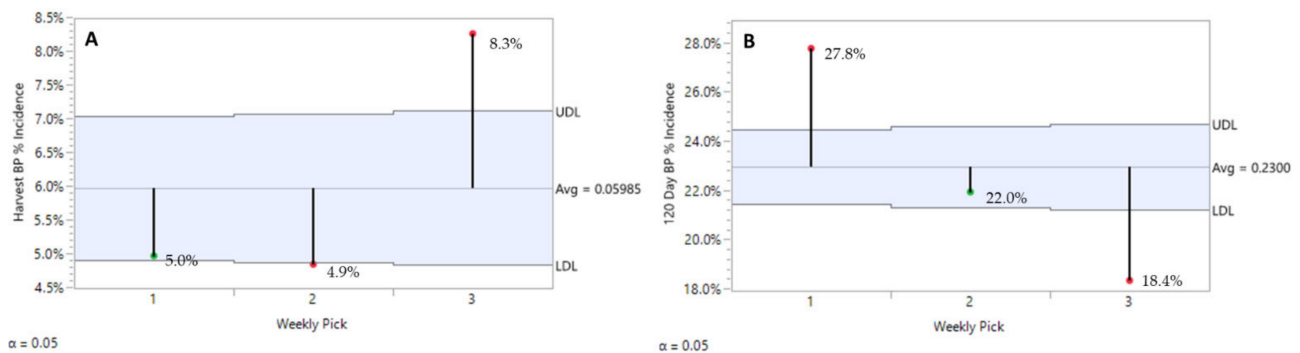 A
Harvest BP % Incidence
8.5%
8.0%
7.5%
7.0%
6.5%
6.0%
5.5%
5.0%
4.5%
8.3%
5.0%
4.9%
UDL
Avg = 0.05985
LDL
1 2 3
Weekly Pick
α = 0.05
B
120 Day BP % Incidence
28.0%
26.0%
24.0%
22.0%
20.0%
18.0%
27.8%
22.0%
18.4%
UDL
Avg = 0.2300
LDL
1 2 3
Weekly Pick
α = 0.05